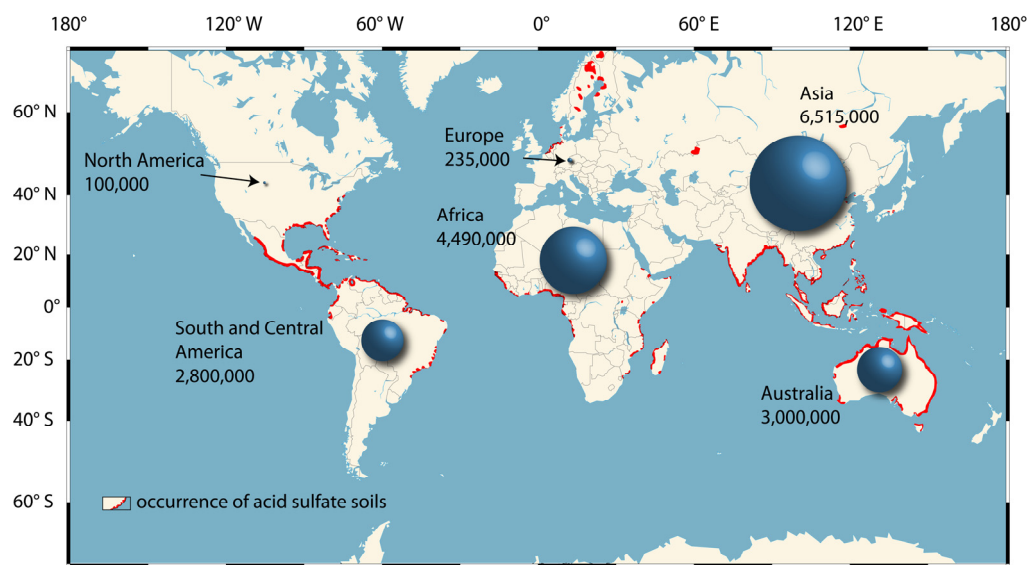 180°
120° W
60° W
0°
60° E
120° E
180°
60° N
40° N
20° N
0°
20° S
40° S
60° S
North America
100,000
Europe
235,000
Asia
6,515,000
Africa
4,490,000
South and Central
America
2,800,000
Australia
3,000,000
occurrence of acid sulfate soils